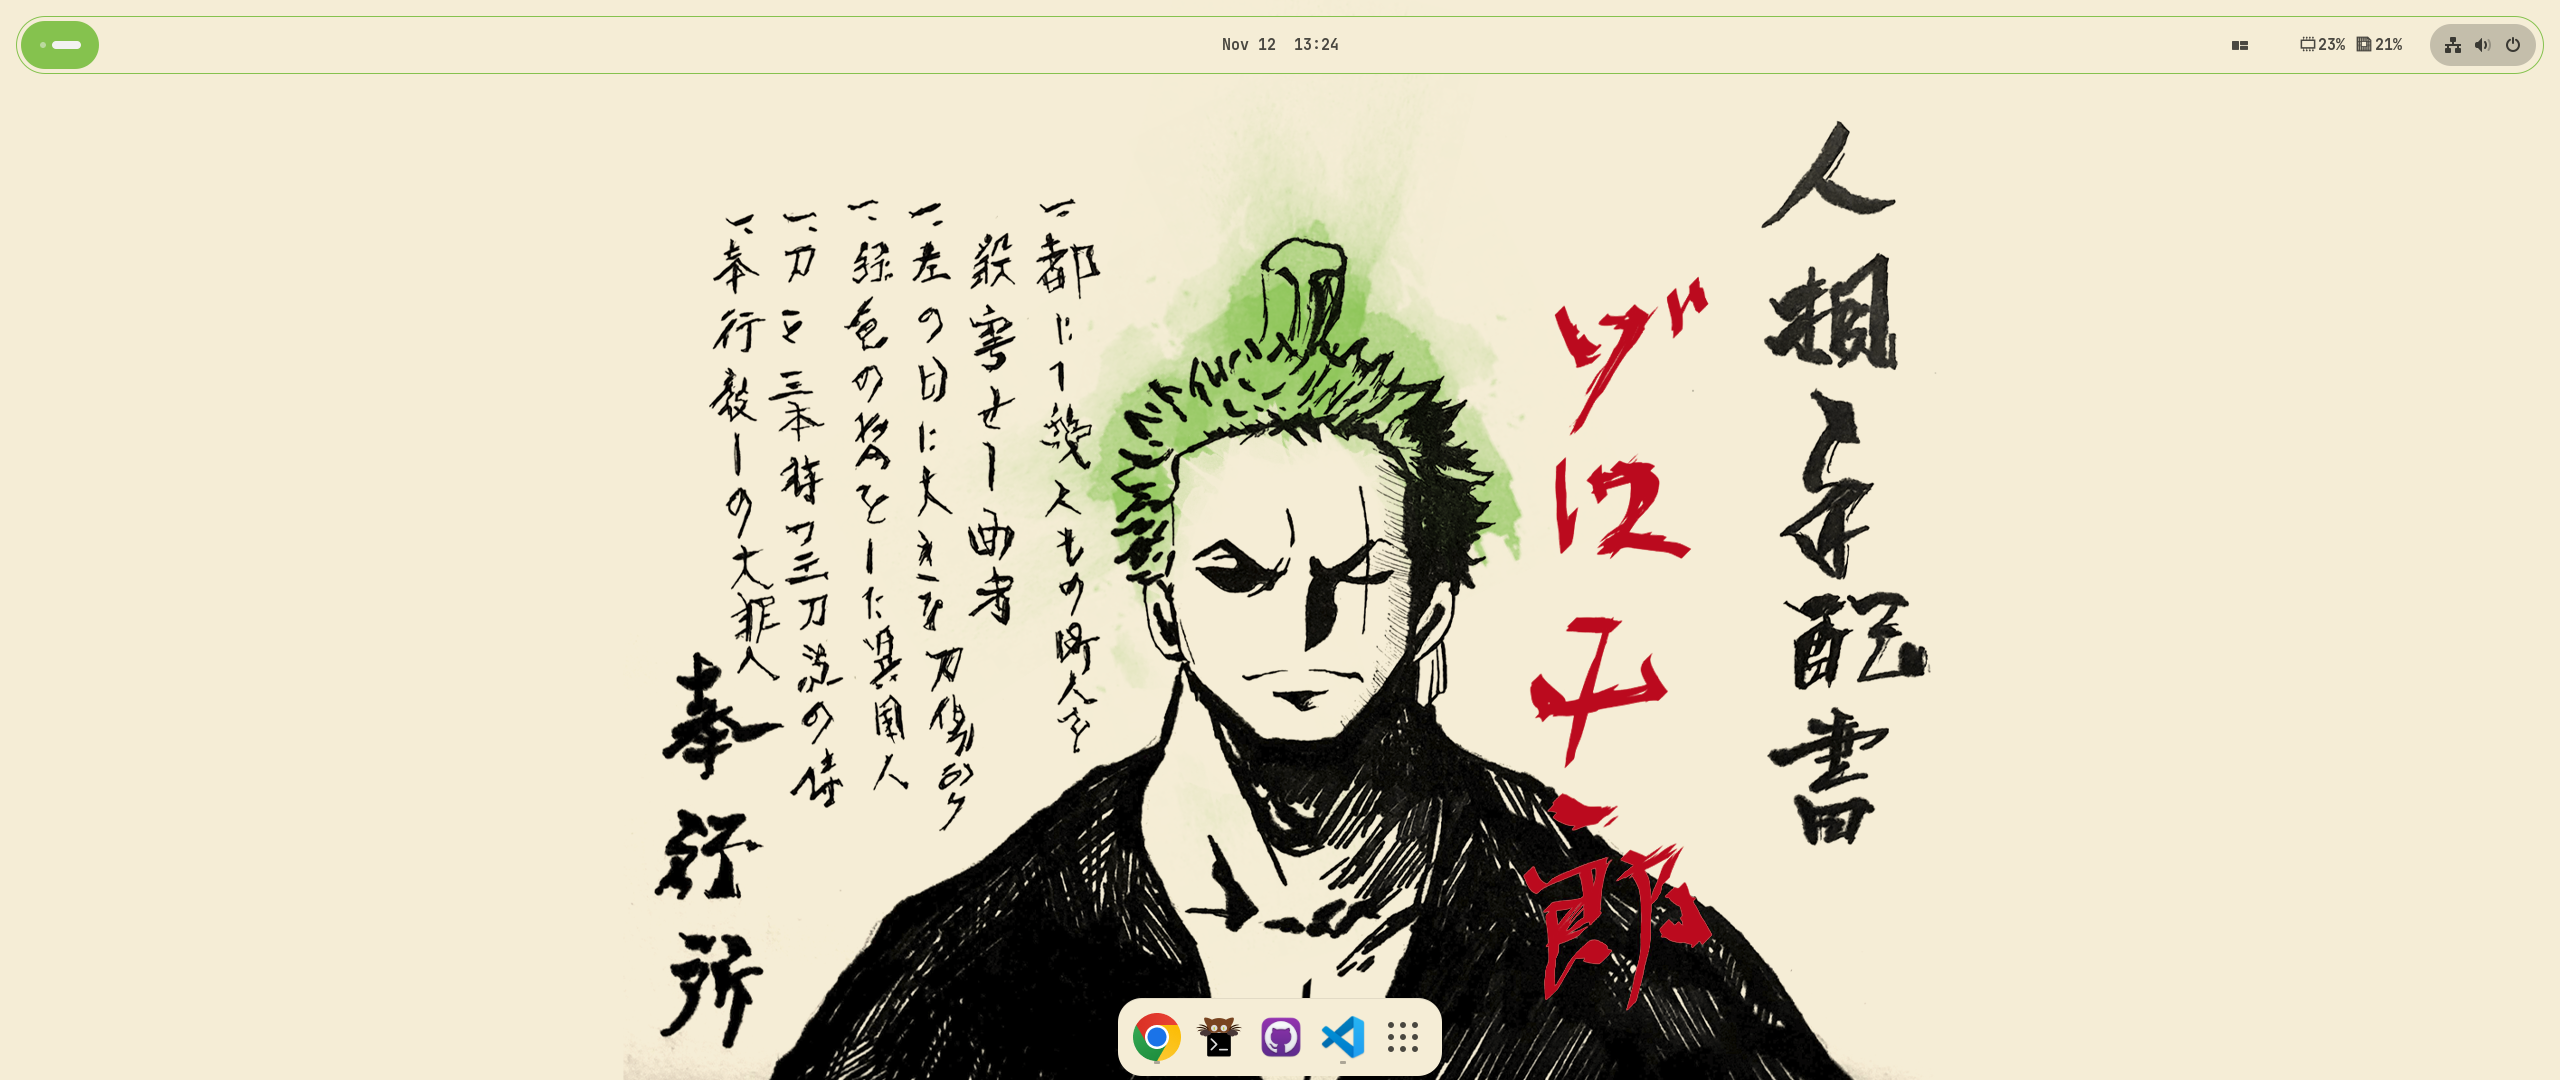 Nov 12 13:24
23% 21%
人相手配書
ゾロ十郎
一、都にて幾人もの町人を
殺害せし曲者
一、左の目に大きな刀傷あり
一、緑色の髪をした異国人
一、刀を三本持つ三刀流の侍
一、奉行殺しの大罪人
奉行所